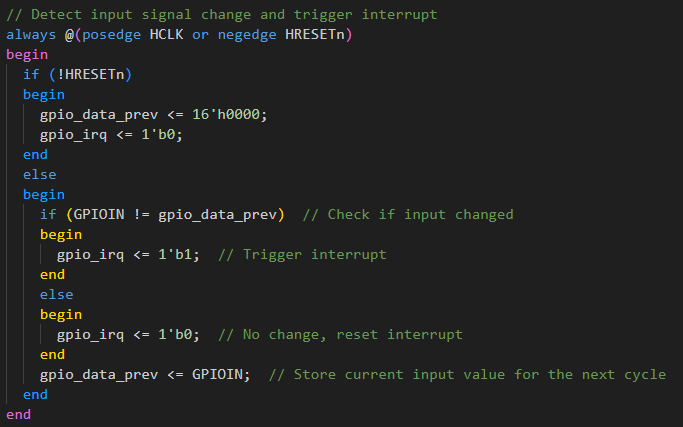 // Detect input signal change and trigger interrupt
always @(posedge HCLK or negedge HRESETn)
begin
  if (!HRESETn)
  begin
    gpio_data_prev <= 16'h0000;
    gpio_irq <= 1'b0;
  end
  else
  begin
    if (GPIOIN != gpio_data_prev)  // Check if input changed
    begin
      gpio_irq <= 1'b1;  // Trigger interrupt
    end
    else
    begin
      gpio_irq <= 1'b0;  // No change, reset interrupt
    end
    gpio_data_prev <= GPIOIN;  // Store current input value for the next cycle
  end
end